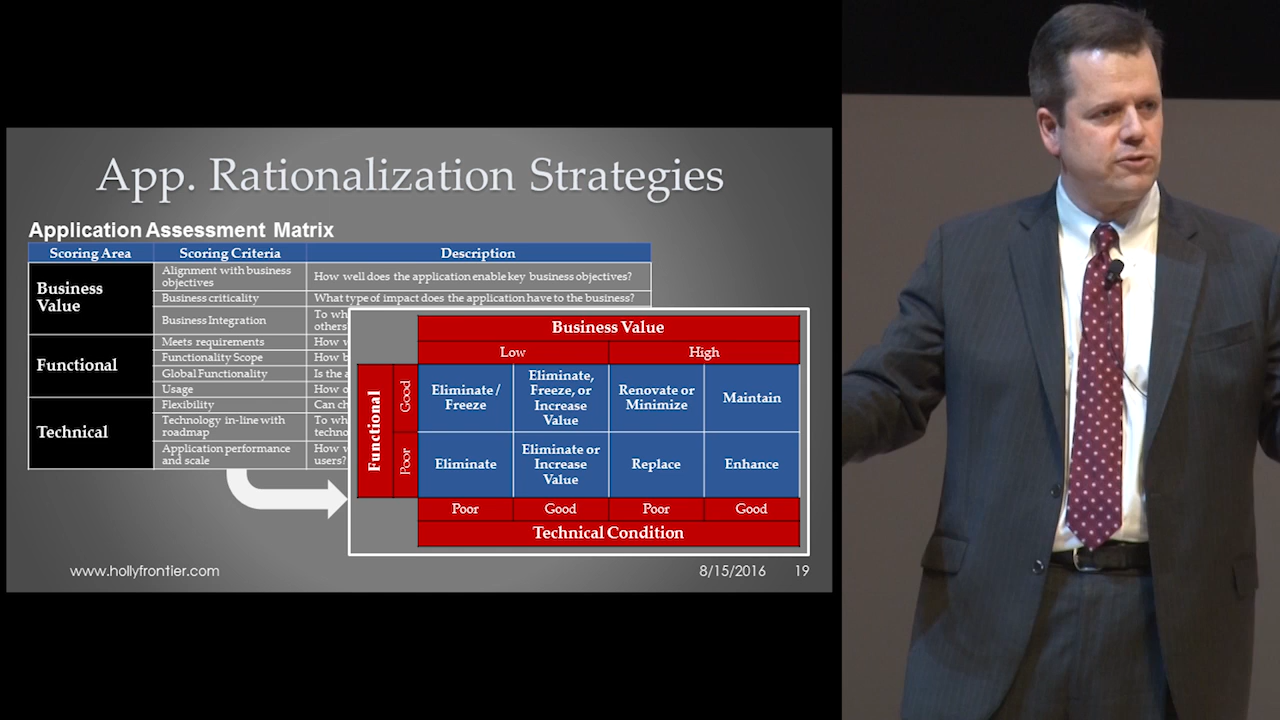 App. Rationalization Strategies
Application Assessment Matrix
Scoring Area Scoring Criteria Description
Business
Value
Alignment with business
objectives
How well does the application enable key business objectives?
Business criticality
What type of impact does the application have to the business?
Business Integration
To wh
others
Functional
Meets requirements
How
Functionality Scope
How b
Global Functionality
Is the a
Usage
How o
Technical
Flexibility
Can ch
Technology in-line with
roadmap
To wh
techno
Application performance
and scale
How
users?
Business Value
Low High
Functional
Good
Eliminate /
Freeze
Eliminate,
Freeze, or
Increase
Value
Renovate or
Minimize
Maintain
Poor
Eliminate
Eliminate or
Increase
Value
Replace
Enhance
Poor Good Poor Good
Technical Condition
www.hollyfrontier.com 8/15/2016 19